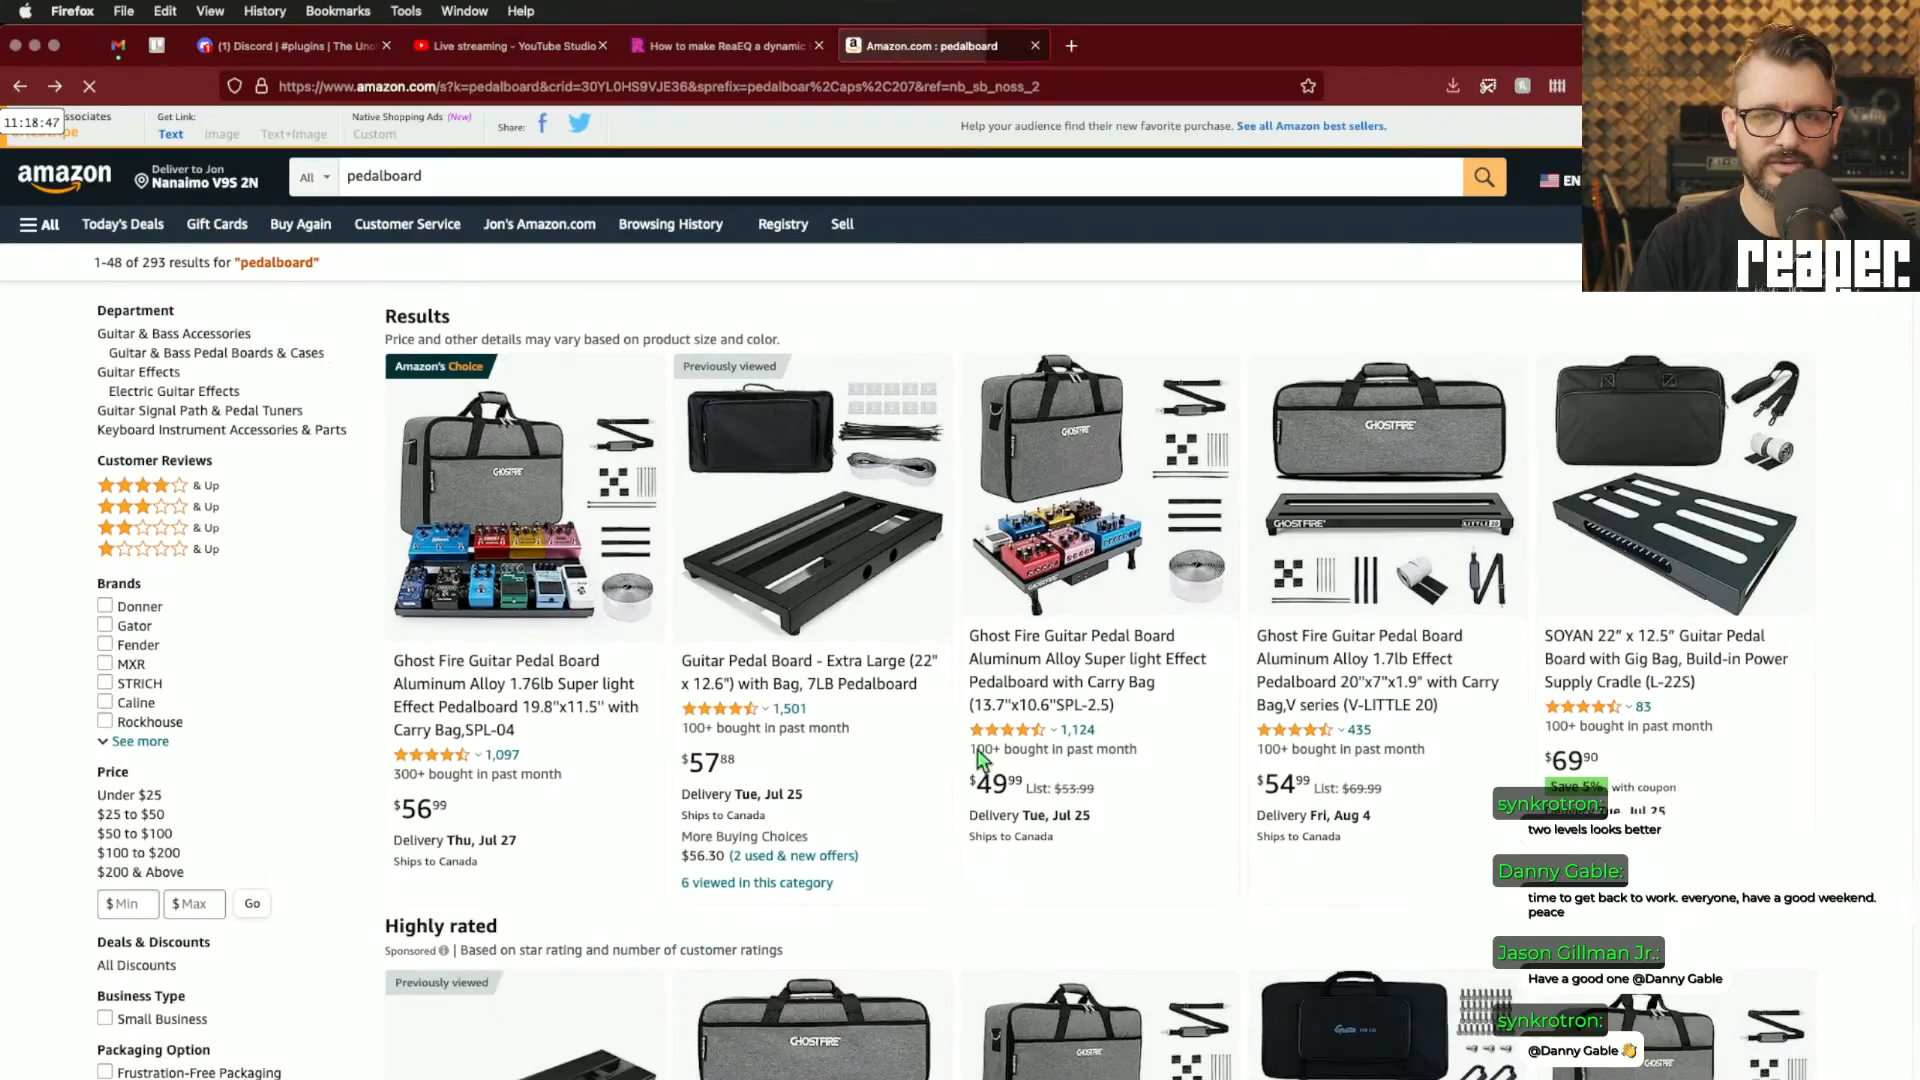 Firefox File Edit View History Bookmarks Tools Window Help
(1) Discord | #plugins | The Uno
Live streaming - YouTube Studio
How to make ReaEQ a dynamic
Amazon.com : pedalboard
https://www.amazon.com/s?k=pedalboard&crid=30YL0HS9VJE36&sprefix=pedalboar%2Caps%2C207&ref=nb_sb_noss_2
11:18:47
Get Link:
Text Image Text+Image
Native Shopping Ads (New)
Custom
Share:
Help your audience find their new favorite purchase. See all Amazon best sellers.
amazon
Deliver to Jon
Nanaimo V9S 2N
All
pedalboard
EN
All Today's Deals Gift Cards Buy Again Customer Service Jon's Amazon.com Browsing History Registry Sell
reaper.
1-48 of 293 results for "pedalboard"
Department
Guitar & Bass Accessories
Guitar & Bass Pedal Boards & Cases
Guitar Effects
Electric Guitar Effects
Guitar Signal Path & Pedal Tuners
Keyboard Instrument Accessories & Parts
Customer Reviews
& Up
& Up
& Up
& Up
Brands
Donner
Gator
Fender
MXR
STRICH
Caline
Rockhouse
See more
Price
Under $25
$25 to $50
$50 to $100
$100 to $200
$200 & Above
$ Min
$ Max
Go
Deals & Discounts
All Discounts
Business Type
Small Business
Packaging Option
Frustration-Free Packaging
Results
Price and other details may vary based on product size and color.
Amazon's Choice
GHOSTFIRE
Ghost Fire Guitar Pedal Board
Aluminum Alloy 1.76lb Super light
Effect Pedalboard 19.8"x11.5" with
Carry Bag,SPL-04
1,097
300+ bought in past month
$56 99
Delivery Thu, Jul 27
Ships to Canada
Previously viewed
Guitar Pedal Board - Extra Large (22"
x 12.6") with Bag, 7LB Pedalboard
1,501
100+ bought in past month
$57 88
Delivery Tue, Jul 25
Ships to Canada
More Buying Choices
$56.30 (2 used & new offers)
6 viewed in this category
GHOSTFIRE
Ghost Fire Guitar Pedal Board
Aluminum Alloy Super light Effect
Pedalboard with Carry Bag
(13.7"x10.6"SPL-2.5)
1,124
100+ bought in past month
$49 99 List: $53.99
Delivery Tue, Jul 25
Ships to Canada
GHOSTFIRE
GHOSTFIRE
LITTLE 20
Ghost Fire Guitar Pedal Board
Aluminum Alloy 1.7lb Effect
Pedalboard 20"x7"x1.9" with Carry
Bag,V series (V-LITTLE 20)
435
100+ bought in past month
$54 99 List: $69.99
Delivery Fri, Aug 4
Ships to Canada
SOYAN 22" x 12.5" Guitar Pedal
Board with Gig Bag, Build-in Power
Supply Cradle (L-22S)
83
100+ bought in past month
$69 90
Save 5% with coupon
Jul 25
Highly rated
Sponsored | Based on star rating and number of customer ratings
Previously viewed
GHOSTFIRE
GHOSTFIRE
synkrotron:
two levels looks better
Danny Gable:
time to get back to work. everyone, have a good weekend.
peace
Jason Gillman Jr.:
Have a good one @Danny Gable
synkrotron:
@Danny Gable 👋